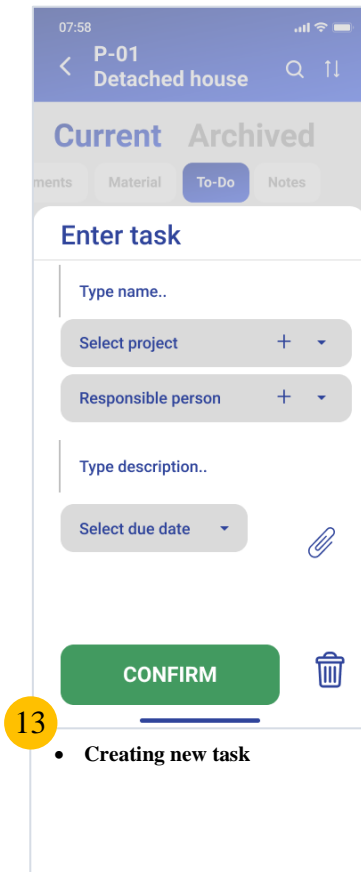 07:58
P-01
Detached house
Current Archived
ments Material To-Do Notes
Enter task
Type name..
Select project
Responsible person
Type description..
Select due date
CONFIRM
13
• Creating new task